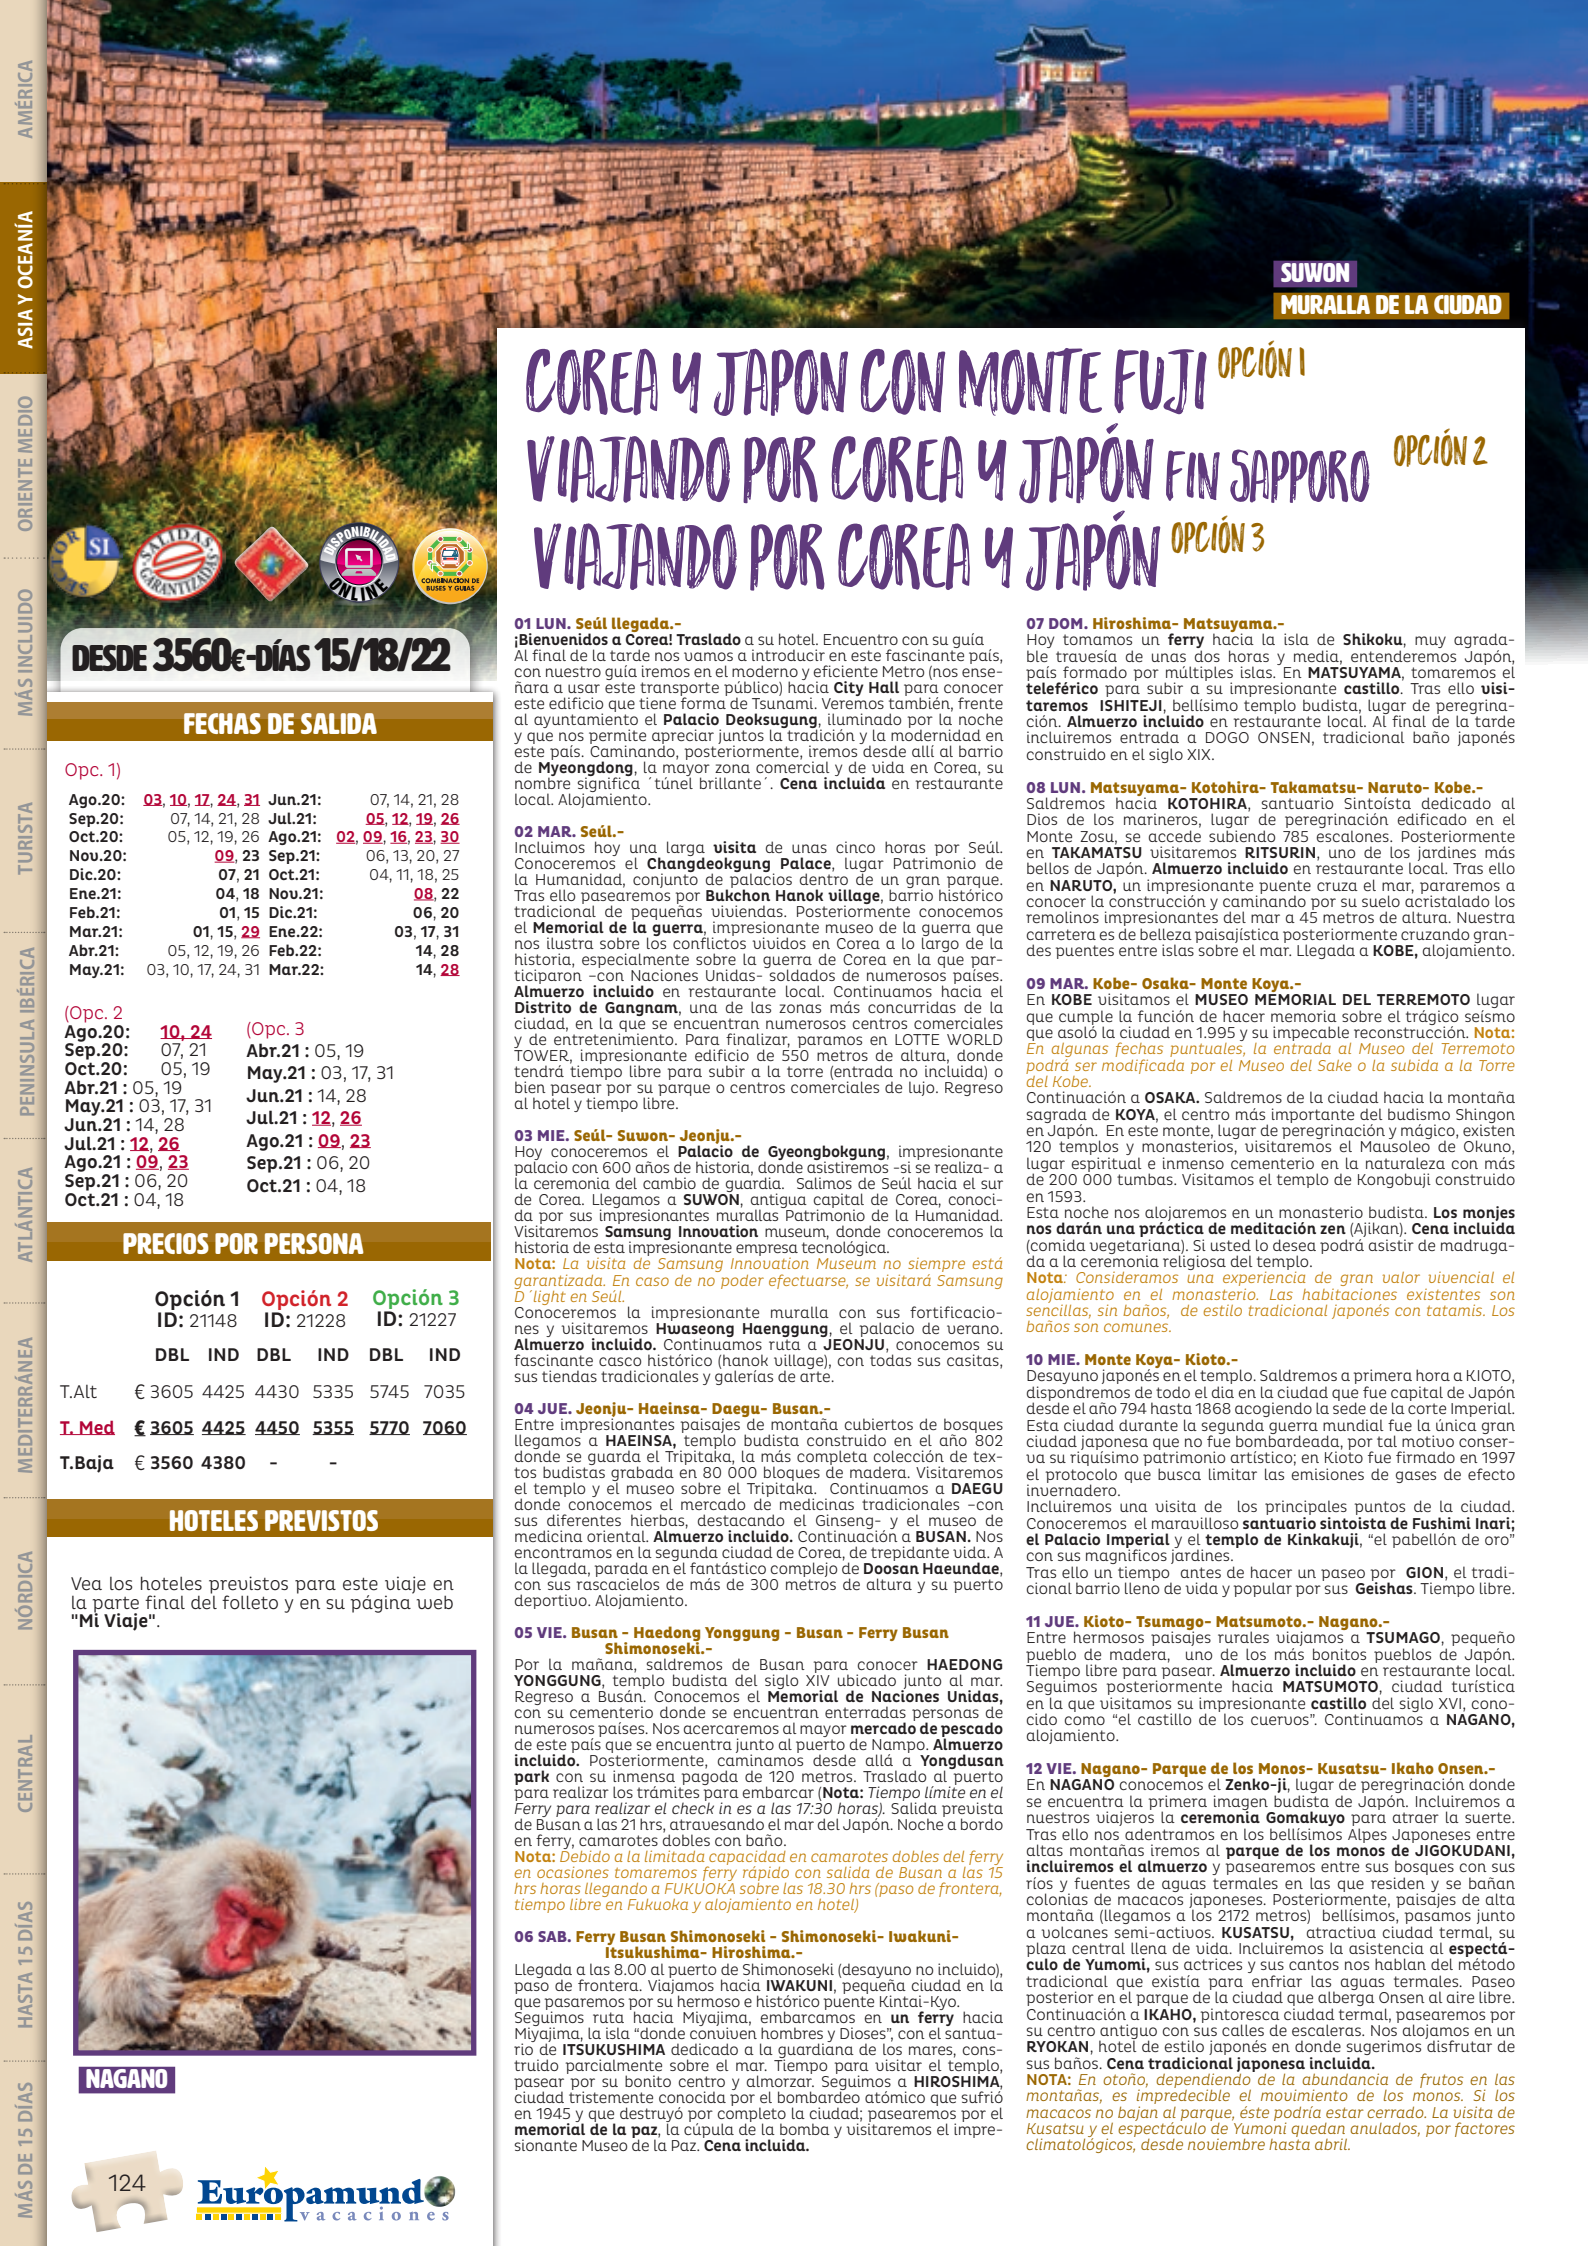 AMÉRICA
ASIA Y OCEANÍA
ORIENTE MEDIO
MÁS INCLUIDO
TURISTA
PENINSULA IBÉRICA
ATLÁNTICA
MEDITERRÁNEA
NÓRDICA
CENTRAL
HASTA 15 DÍAS
MÁS DE 15 DÍAS
SUWON
MURALLA DE LA CIUDAD
COREA Y JAPON CON MONTE FUJI OPCIÓN 1
VIAJANDO POR COREA Y JAPÓN FIN SAPPORO OPCIÓN 2
VIAJANDO POR COREA Y JAPÓN OPCIÓN 3
SI
SALIDAS GARANTIZADAS
DISPONIBILIDAD ONLINE
COMBINACION DE BUSES Y GUIAS
DESDE 3560€-DÍAS 15/18/22
FECHAS DE SALIDA
Opc. 1)
Ago.20: 03, 10, 17, 24, 31 Jun.21: 07, 14, 21, 28
Sep.20: 07, 14, 21, 28 Jul.21: 05, 12, 19, 26
Oct.20: 05, 12, 19, 26 Ago.21: 02, 09, 16, 23, 30
Nov.20: 09, 23 Sep.21: 06, 13, 20, 27
Dic.20: 07, 21 Oct.21: 04, 11, 18, 25
Ene.21: 04, 18 Nov.21: 08, 22
Feb.21: 01, 15 Dic.21: 06, 20
Mar.21: 01, 15, 29 Ene.22: 03, 17, 31
Abr.21: 05, 12, 19, 26 Feb.22: 14, 28
May.21: 03, 10, 17, 24, 31 Mar.22: 14, 28
(Opc. 2
Ago.20: 10, 24
Sep.20: 07, 21
Oct.20: 05, 19
Abr.21 : 05, 19
May.21 : 03, 17, 31
Jun.21 : 14, 28
Jul.21 : 12, 26
Ago.21 : 09, 23
Sep.21 : 06, 20
Oct.21 : 04, 18
(Opc. 3
Abr.21 : 05, 19
May.21 : 03, 17, 31
Jun.21 : 14, 28
Jul.21 : 12, 26
Ago.21 : 09, 23
Sep.21 : 06, 20
Oct.21 : 04, 18
PRECIOS POR PERSONA
Opción 1 Opción 2 Opción 3
ID: 21148 ID: 21228 ID: 21227
DBL IND DBL IND DBL IND
T.Alt € 3605 4425 4430 5335 5745 7035
T. Med € 3605 4425 4450 5355 5770 7060
T.Baja € 3560 4380 - -
HOTELES PREVISTOS
Vea los hoteles previstos para este viaje en
la parte final del folleto y en su página web
"Mi Viaje".
NAGANO
124
Europamundo
vacaciones
01 LUN. Seúl llegada.-
¡Bienvenidos a Corea! Traslado a su hotel. Encuentro con su guía
Al final de la tarde nos vamos a introducir en este fascinante país,
con nuestro guía iremos en el moderno y eficiente Metro (nos ense-
ñara a usar este transporte público) hacia City Hall para conocer
este edificio que tiene forma de Tsunami. Veremos también, frente
al ayuntamiento el Palacio Deoksugung, iluminado por la noche
y que nos permite apreciar juntos la tradición y la modernidad en
este país. Caminando, posteriormente, iremos desde allí al barrio
de Myeongdong, la mayor zona comercial y de vida en Corea, su
nombre significa ´túnel brillante´. Cena incluida en restaurante
local. Alojamiento.
02 MAR. Seúl.-
Incluimos hoy una larga visita de unas cinco horas por Seúl.
Conoceremos el Changdeokgung Palace, lugar Patrimonio de
la Humanidad, conjunto de palacios dentro de un gran parque.
Tras ello pasearemos por Bukchon Hanok village, barrio histórico
tradicional de pequeñas viviendas. Posteriormente conocemos
el Memorial de la guerra, impresionante museo de la guerra que
nos ilustra sobre los conflictos vividos en Corea a lo largo de la
historia, especialmente sobre la guerra de Corea en la que par-
ticiparon –con Naciones Unidas- soldados de numerosos países.
Almuerzo incluido en restaurante local. Continuamos hacia el
Distrito de Gangnam, una de las zonas más concurridas de la
ciudad, en la que se encuentran numerosos centros comerciales
y de entretenimiento. Para finalizar, paramos en LOTTE WORLD
TOWER, impresionante edificio de 550 metros de altura, donde
tendrá tiempo libre para subir a la torre (entrada no incluida) o
bien pasear por su parque o centros comerciales de lujo. Regreso
al hotel y tiempo libre.
03 MIE. Seúl- Suwon- Jeonju.-
Hoy conoceremos el Palacio de Gyeongbokgung, impresionante
palacio con 600 años de historia, donde asistiremos -si se realiza- a
la ceremonia del cambio de guardia. Salimos de Seúl hacia el sur
de Corea. Llegamos a SUWON, antigua capital de Corea, conoci-
da por sus impresionantes murallas Patrimonio de la Humanidad.
Visitaremos Samsung Innovation museum, donde conoceremos la
historia de esta impresionante empresa tecnológica.
Nota: La visita de Samsung Innovation Museum no siempre está
garantizada. En caso de no poder efectuarse, se visitará Samsung
D´light en Seúl.
Conoceremos la impresionante muralla con sus fortificacio-
nes y visitaremos Hwaseong Haenggung, el palacio de verano.
Almuerzo incluido. Continuamos ruta a JEONJU, conocemos su
fascinante casco histórico (hanok village), con todas sus casitas,
sus tiendas tradicionales y galerías de arte.
04 JUE. Jeonju- Haeinsa- Daegu- Busan.-
Entre impresionantes paisajes de montaña cubiertos de bosques
llegamos a HAEINSA, templo budista construido en el año 802
donde se guarda el Tripitaka, la más completa colección de tex-
tos budistas grabada en 80 000 bloques de madera. Visitaremos
el templo y el museo sobre el Tripitaka. Continuamos a DAEGU
donde conocemos el mercado de medicinas tradicionales –con
sus diferentes hierbas, destacando el Ginseng- y el museo de
medicina oriental. Almuerzo incluido. Continuación a BUSAN. Nos
encontramos en la segunda ciudad de Corea, de trepidante vida. A
la llegada, parada en el fantástico complejo de Doosan Haeundae,
con sus rascacielos de más de 300 metros de altura y su puerto
deportivo. Alojamiento.
05 VIE. Busan - Haedong Yonggung - Busan - Ferry Busan
Shimonoseki.-
Por la mañana, saldremos de Busan para conocer HAEDONG
YONGGUNG, templo budista del siglo XIV ubicado junto al mar.
Regreso a Busán. Conocemos el Memorial de Naciones Unidas,
con su cementerio donde se encuentran enterradas personas de
numerosos países. Nos acercaremos al mayor mercado de pescado
de este país que se encuentra junto al puerto de Nampo. Almuerzo
incluido. Posteriormente, caminamos desde allá a Yongdusan
park con su inmensa pagoda de 120 metros. Traslado al puerto
para realizar los trámites para embarcar (Nota: Tiempo límite en el
Ferry para realizar el check in es a las 17:30 horas). Salida prevista
de Busan a las 21 hrs, atravesando el mar del Japón. Noche a bordo
en ferry, camarotes dobles con baño.
Nota: Debido a la limitada capacidad en camarotes dobles del ferry
en ocasiones tomaremos ferry rápido con salida de Busan a las 15
hrs horas llegando a FUKUOKA sobre las 18.30 hrs (paso de frontera,
tiempo libre en Fukuoka y alojamiento en hotel)
06 SAB. Ferry Busan Shimonoseki - Shimonoseki- Iwakuni-
Itsukushima- Hiroshima.-
Llegada a las 8.00 al puerto de Shimonoseki (desayuno no incluido),
paso de frontera. Viajamos hacia IWAKUNI, pequeña ciudad en la
que pasaremos por su hermoso e histórico puente Kintai-Kyo.
Seguimos ruta hacia Miyajima, embarcamos en un ferry hacia
Miyajima, la isla “donde conviven hombres y Dioses”, con el santua-
rio de ITSUKUSHIMA dedicado a la guardiana de los mares, cons-
truido parcialmente sobre el mar. Tiempo para visitar el templo,
pasear por su bonito centro y almorzar. Seguimos a HIROSHIMA,
ciudad tristemente conocida por el bombardeo atómico que sufrió
en 1945 y que destruyó por completo la ciudad; pasearemos por el
memorial de la paz, la cúpula de la bomba y visitaremos el impre-
sionante Museo de la Paz. Cena incluida.
07 DOM. Hiroshima- Matsuyama.-
Hoy tomamos un ferry hacia la isla de Shikoku, muy agrada-
ble travesía de unas dos horas y media, entenderemos Japón,
país formado por múltiples islas. En MATSUYAMA, tomaremos el
teleférico para subir a su impresionante castillo. Tras ello visi-
taremos ISHITEJI, bellísimo templo budista, lugar de peregrina-
ción. Almuerzo incluido en restaurante local. Al final de la tarde
incluiremos entrada a DOGO ONSEN, tradicional baño japonés
construido en el siglo XIX.
08 LUN. Matsuyama- Kotohira- Takamatsu- Naruto- Kobe.-
Saldremos hacia KOTOHIRA, santuario Sintoísta dedicado al
Dios de los marineros, lugar de peregrinación edificado en el
Monte Zosu, se accede subiendo 785 escalones. Posteriormente
en TAKAMATSU visitaremos RITSURIN, uno de los jardines más
bellos de Japón. Almuerzo incluido en restaurante local. Tras ello
en NARUTO, un impresionante puente cruza el mar, pararemos a
conocer la construcción y caminando por su suelo acristalado los
remolinos impresionantes del mar a 45 metros de altura. Nuestra
carretera es de belleza paisajística posteriormente cruzando gran-
des puentes entre islas sobre el mar. Llegada a KOBE, alojamiento.
09 MAR. Kobe- Osaka- Monte Koya.-
En KOBE visitamos el MUSEO MEMORIAL DEL TERREMOTO lugar
que cumple la función de hacer memoria sobre el trágico seísmo
que asoló la ciudad en 1.995 y su impecable reconstrucción. Nota:
En algunas fechas puntuales, la entrada al Museo del Terremoto
podrá ser modificada por el Museo del Sake o la subida a la Torre
del Kobe.
Continuación a OSAKA. Saldremos de la ciudad hacia la montaña
sagrada de KOYA, el centro más importante del budismo Shingon
en Japón. En este monte, lugar de peregrinación y mágico, existen
120 templos y monasterios, visitaremos el Mausoleo de Okuno,
lugar espiritual e inmenso cementerio en la naturaleza con más
de 200 000 tumbas. Visitamos el templo de Kongobuji construido
en 1593.
Esta noche nos alojaremos en un monasterio budista. Los monjes
nos darán una práctica de meditación zen (Ajikan). Cena incluida
(comida vegetariana). Si usted lo desea podrá asistir de madruga-
da a la ceremonia religiosa del templo.
Nota: Consideramos una experiencia de gran valor vivencial el
alojamiento en el monasterio. Las habitaciones existentes son
sencillas, sin baños, de estilo tradicional japonés con tatamis. Los
baños son comunes.
10 MIE. Monte Koya- Kioto.-
Desayuno japonés en el templo. Saldremos a primera hora a KIOTO,
dispondremos de todo el dia en la ciudad que fue capital de Japón
desde el año 794 hasta 1868 acogiendo la sede de la corte Imperial.
Esta ciudad durante la segunda guerra mundial fue la única gran
ciudad japonesa que no fue bombardeada, por tal motivo conser-
va su riquísimo patrimonio artístico; en Kioto fue firmado en 1997
el protocolo que busca limitar las emisiones de gases de efecto
invernadero.
Incluiremos una visita de los principales puntos de la ciudad.
Conoceremos el maravilloso santuario sintoista de Fushimi Inari;
el Palacio Imperial y el templo de Kinkakuji, “el pabellón de oro”
con sus magnificos jardines.
Tras ello un tiempo antes de hacer un paseo por GION, el tradi-
cional barrio lleno de vida y popular por sus Geishas. Tiempo libre.
11 JUE. Kioto- Tsumago- Matsumoto.- Nagano.-
Entre hermosos paisajes rurales viajamos a TSUMAGO, pequeño
pueblo de madera, uno de los más bonitos pueblos de Japón.
Tiempo libre para pasear. Almuerzo incluido en restaurante local.
Seguimos posteriormente hacia MATSUMOTO, ciudad turística
en la que visitamos su impresionante castillo del siglo XVI, cono-
cido como “el castillo de los cuervos”. Continuamos a NAGANO,
alojamiento.
12 VIE. Nagano- Parque de los Monos- Kusatsu- Ikaho Onsen.-
En NAGANO conocemos el Zenko-ji, lugar de peregrinación donde
se encuentra la primera imagen budista de Japón. Incluiremos a
nuestros viajeros la ceremonia Gomakuyo para atraer la suerte.
Tras ello nos adentramos en los bellísimos Alpes Japoneses entre
altas montañas iremos al parque de los monos de JIGOKUDANI,
incluiremos el almuerzo y pasearemos entre sus bosques con sus
ríos y fuentes de aguas termales en las que residen y se bañan
colonias de macacos japoneses. Posteriormente, paisajes de alta
montaña (llegamos a los 2172 metros) bellísimos, pasamos junto
a volcanes semi-activos. KUSATSU, atractiva ciudad termal, su
plaza central llena de vida. Incluiremos la asistencia al espectá-
culo de Yumomi, sus actrices y sus cantos nos hablan del método
tradicional que existía para enfriar las aguas termales. Paseo
posterior en el parque de la ciudad que alberga Onsen al aire libre.
Continuación a IKAHO, pintoresca ciudad termal, pasearemos por
su centro antiguo con sus calles de escaleras. Nos alojamos en un
RYOKAN, hotel de estilo japonés en donde sugerimos disfrutar de
sus baños. Cena tradicional japonesa incluida.
NOTA: En otoño, dependiendo de la abundancia de frutos en las
montañas, es impredecible el movimiento de los monos. Si los
macacos no bajan al parque, éste podría estar cerrado. La visita de
Kusatsu y el espectáculo de Yumoni quedan anulados, por factores
climatológicos, desde noviembre hasta abril.